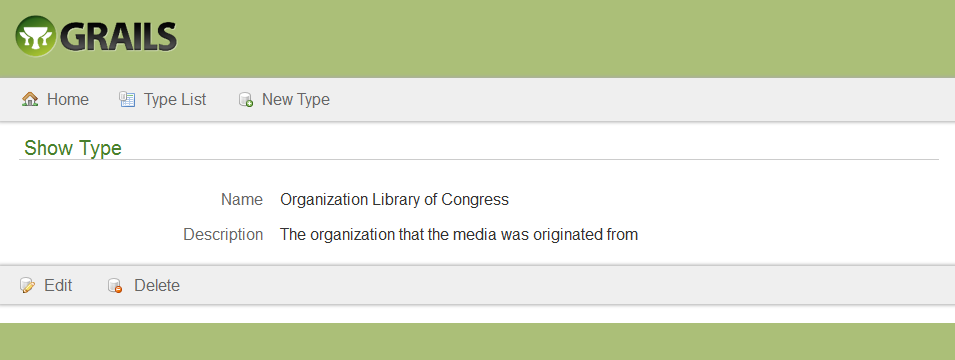 GRAILS
Home Type List New Type
Show Type
Name Organization Library of Congress
Description The organization that the media was originated from
Edit Delete